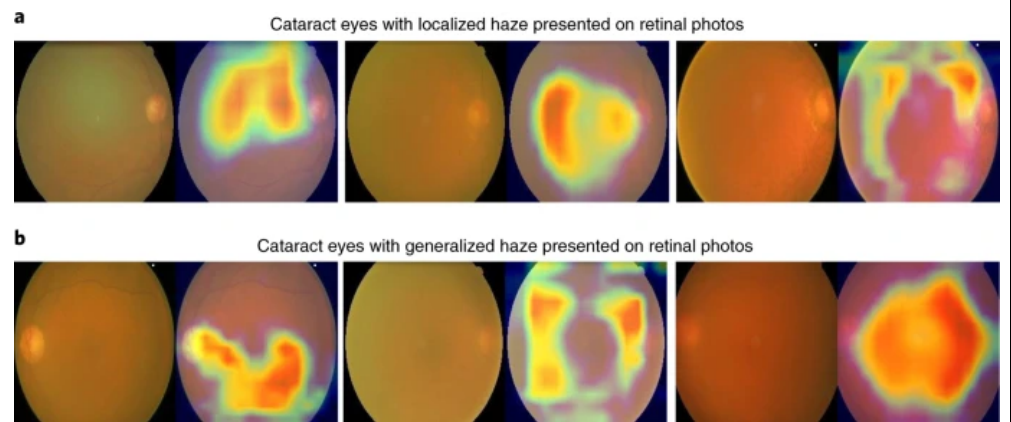 a
Cataract eyes with localized haze presented on retinal photos
b
Cataract eyes with generalized haze presented on retinal photos